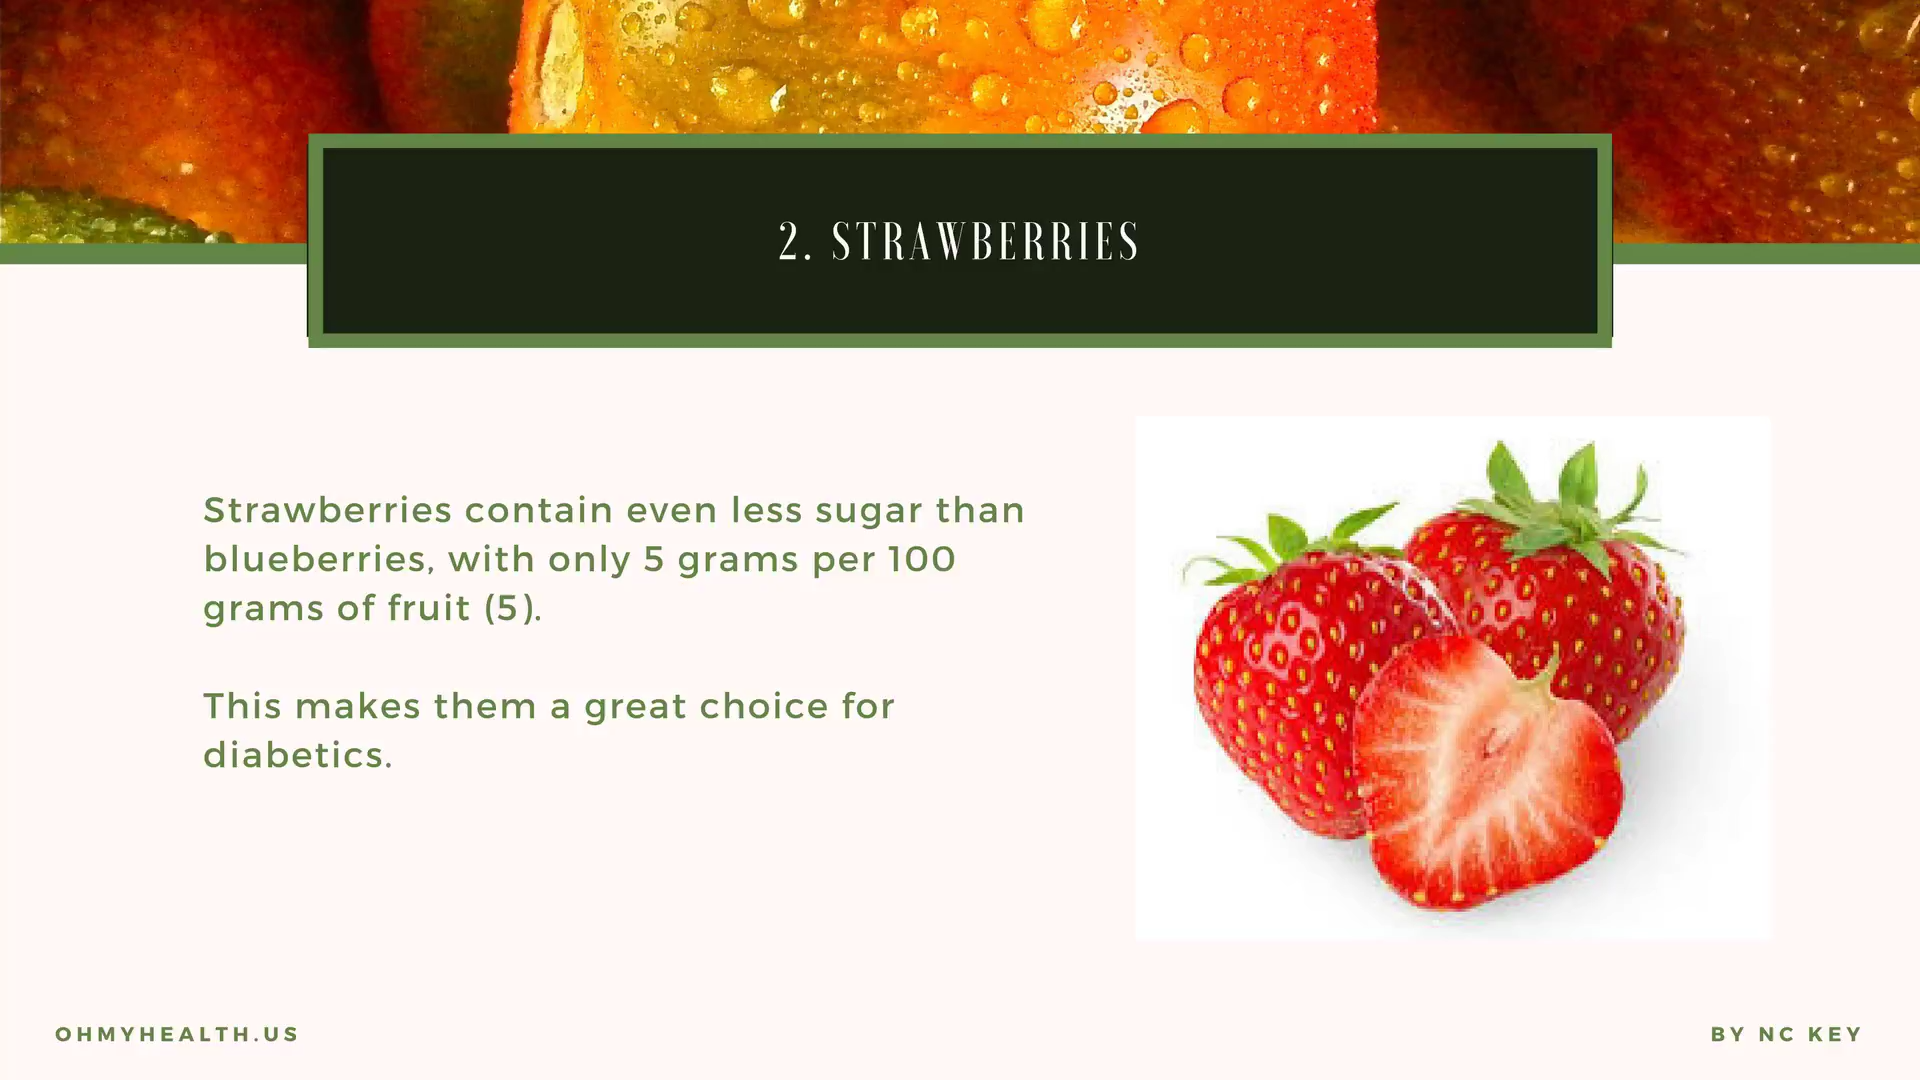 2. STRAWBERRIES
Strawberries contain even less sugar than
blueberries, with only 5 grams per 100
grams of fruit (5).
This makes them a great choice for
diabetics.
OHMYHEALTH.US
BY NC KEY